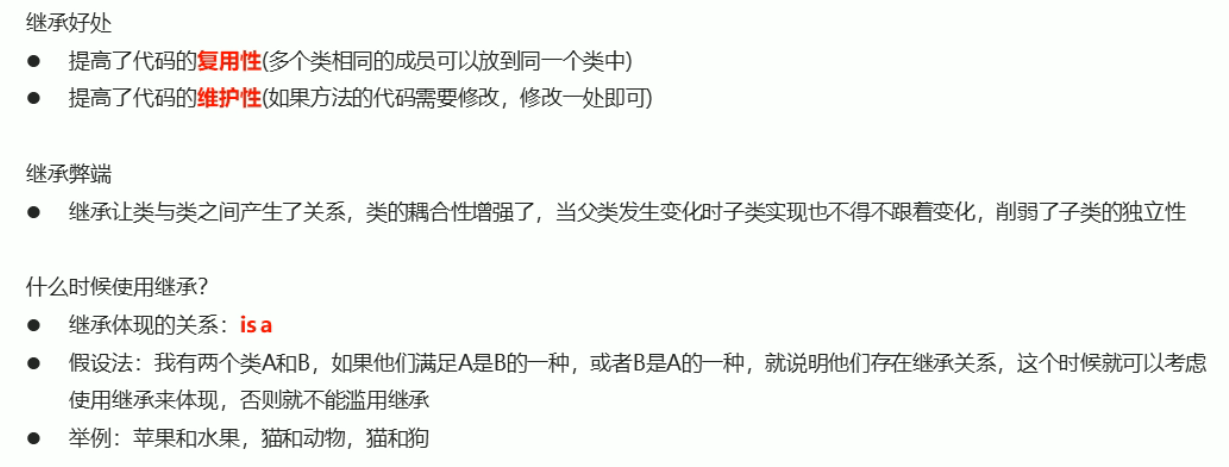 继承好处
● 提高了代码的复用性(多个类相同的成员可以放到同一个类中)
● 提高了代码的维护性(如果方法的代码需要修改，修改一处即可)
继承弊端
● 继承让类与类之间产生了关系，类的耦合性增强了，当父类发生变化时子类实现也不得不跟着变化，削弱了子类的独立性
什么时候使用继承?
● 继承体现的关系：is a
● 假设法：我有两个类A和B，如果他们满足A是B的一种，或者B是A的一种，就说明他们存在继承关系，这个时候就可以考虑
使用继承来体现，否则就不能滥用继承
● 举例：苹果和水果，猫和动物，猫和狗